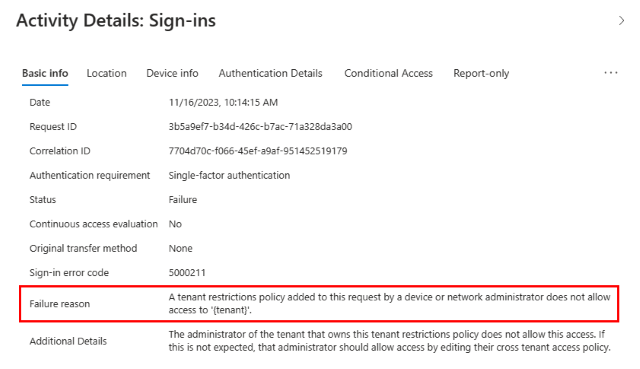 Activity Details: Sign-ins
Basic info Location Device info Authentication Details Conditional Access Report-only ...
Date 11/16/2023, 10:14:15 AM
Request ID 3b5a9ef7-b34d-426c-b7ac-71a328da3a00
Correlation ID 7704d70c-f066-45ef-a9af-951452519179
Authentication requirement Single-factor authentication
Status Failure
Continuous access evaluation No
Original transfer method None
Sign-in error code 5000211
Failure reason A tenant restrictions policy added to this request by a device or network administrator does not allow
access to '{tenant}'.
Additional Details The administrator of the tenant that owns this tenant restrictions policy does not allow this access. If
this is not expected, that administrator should allow access by editing their cross tenant access policy.